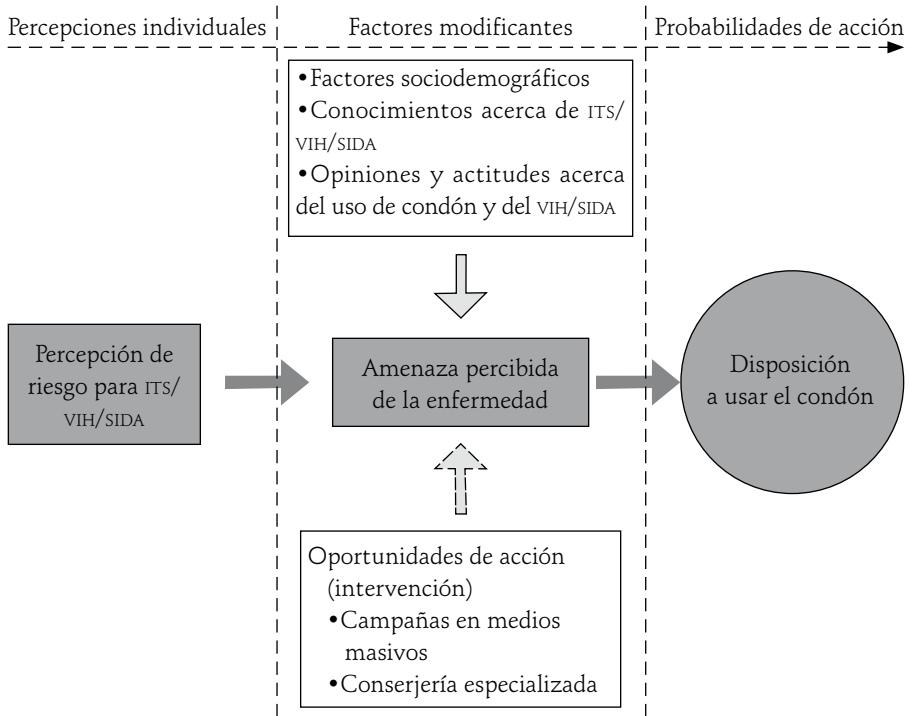 Percepciones individuales
Factores modificantes
Probabilidades de acción
•Factores sociodemográficos
•Conocimientos acerca de ITS/
VIH/SIDA
•Opiniones y actitudes acerca
del uso de condón y del VIH/SIDA
Percepción de
riesgo para ITS/
VIH/SIDA
Amenaza percibida
de la enfermedad
Disposición
a usar el condón
Oportunidades de acción
(intervención)
•Campañas en medios
masivos
•Conserjería especializada